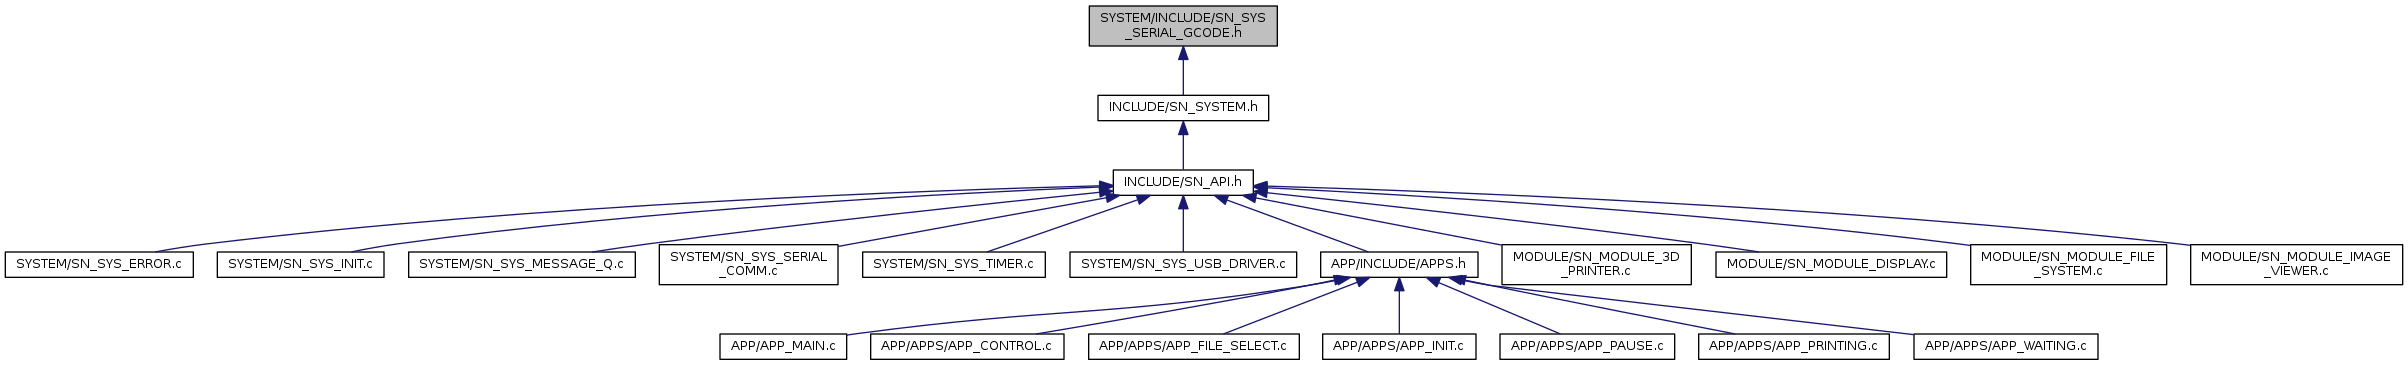 SYSTEM/INCLUDE/SN_SYS
_SERIAL_GCODE.h
INCLUDE/SN_SYSTEM.h
INCLUDE/SN_API.h
SYSTEM/SN_SYS_ERROR.c
SYSTEM/SN_SYS_INIT.c
SYSTEM/SN_SYS_MESSAGE_Q.c
SYSTEM/SN_SYS_SERIAL
_COMM.c
SYSTEM/SN_SYS_TIMER.c
SYSTEM/SN_SYS_USB_DRIVER.c
APP/INCLUDE/APPS.h
MODULE/SN_MODULE_3D
_PRINTER.c
MODULE/SN_MODULE_DISPLAY.c
MODULE/SN_MODULE_FILE
_SYSTEM.c
MODULE/SN_MODULE_IMAGE
_VIEWER.c
APP/APP_MAIN.c
APP/APPS/APP_CONTROL.c
APP/APPS/APP_FILE_SELECT.c
APP/APPS/APP_INIT.c
APP/APPS/APP_PAUSE.c
APP/APPS/APP_PRINTING.c
APP/APPS/APP_WAITING.c